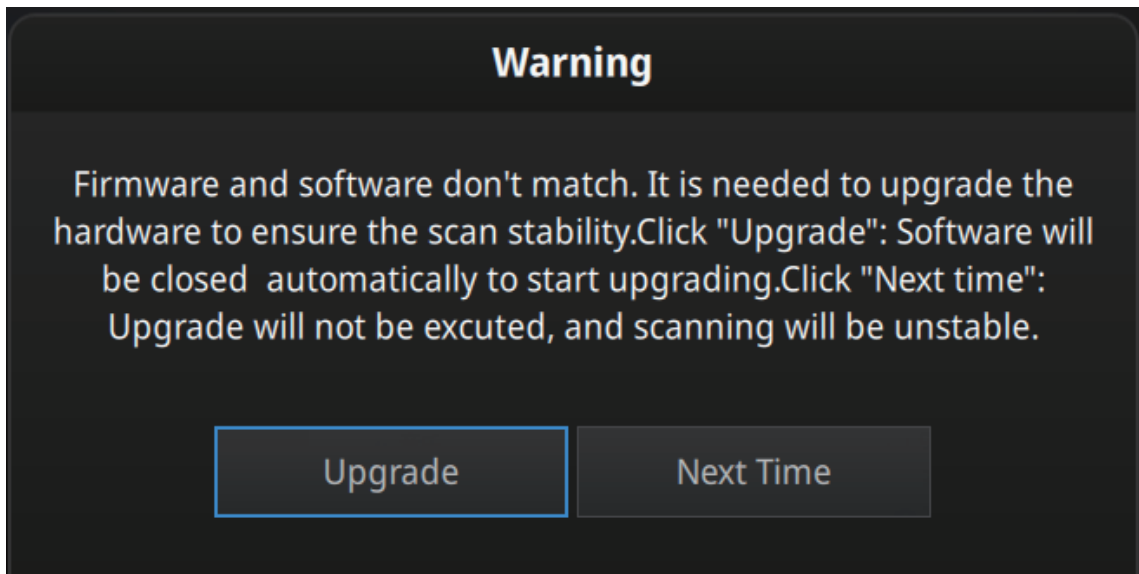 Warning
Firmware and software don't match. It is needed to upgrade the
hardware to ensure the scan stability.Click "Upgrade": Software will
be closed  automatically to start upgrading.Click "Next time":
Upgrade will not be excuted, and scanning will be unstable.
Upgrade
Next Time